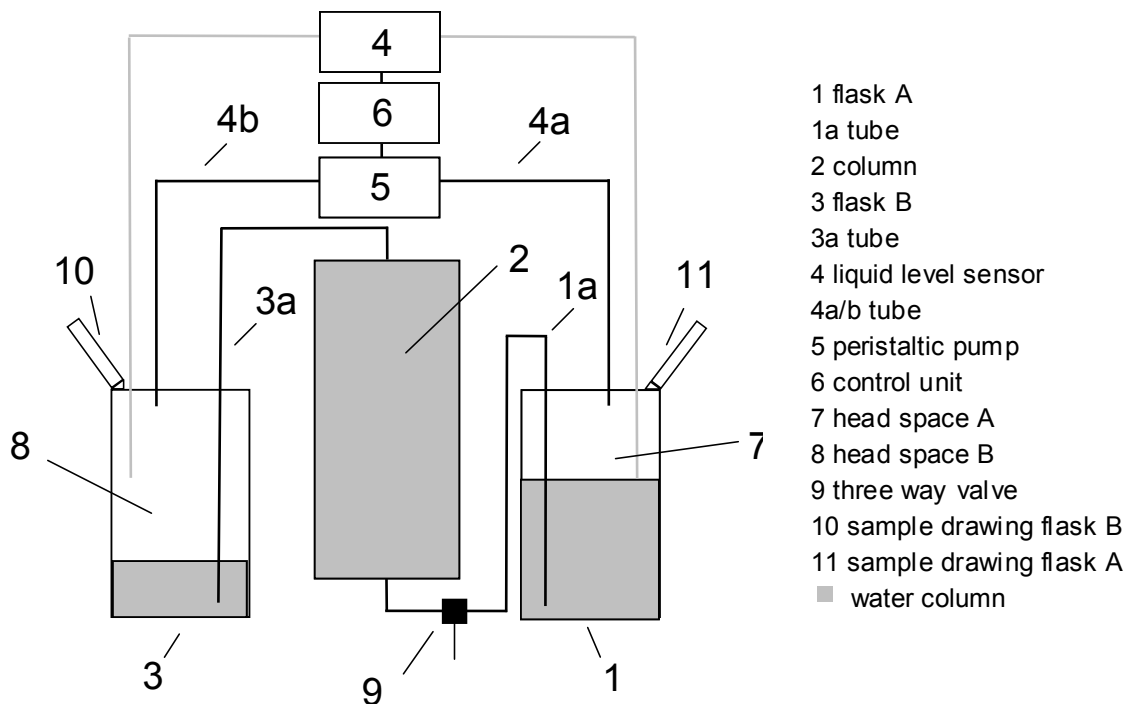 4
6
4b
4a
5
10
2
11
3a
1a
8
7
3
9
1
1 flask A
1a tube
2 column
3 flask B
3a tube
4 liquid level sensor
4a/b tube
5 peristaltic pump
6 control unit
7 head space A
8 head space B
9 three way valve
10 sample drawing flask B
11 sample drawing flask A
water column